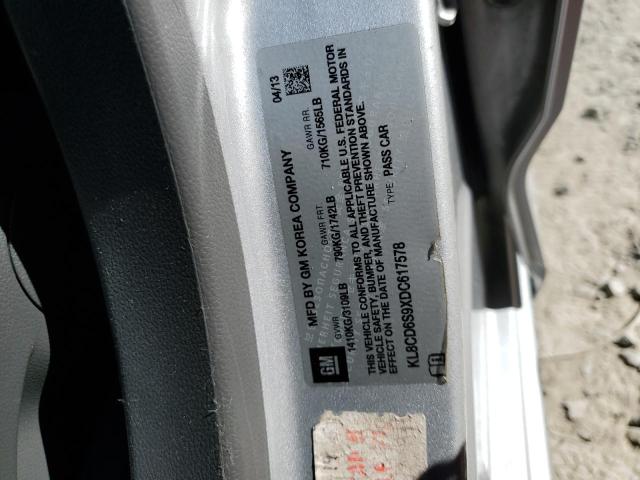 MFD BY GM KOREA COMPANY
04/13
GVWR GAWR FRT. GAWR RR.
1410KG/3109LB 790KG/1742LB 710KG/1565LB
THIS VEHICLE CONFORMS TO ALL APPLICABLE U.S. FEDERAL MOTOR
VEHICLE SAFETY, BUMPER, AND THEFT PREVENTION STANDARDS IN
EFFECT ON THE DATE OF MANUFACTURE SHOWN ABOVE.
KL8CD6S9XDC617578 TYPE: PASS CAR
GM